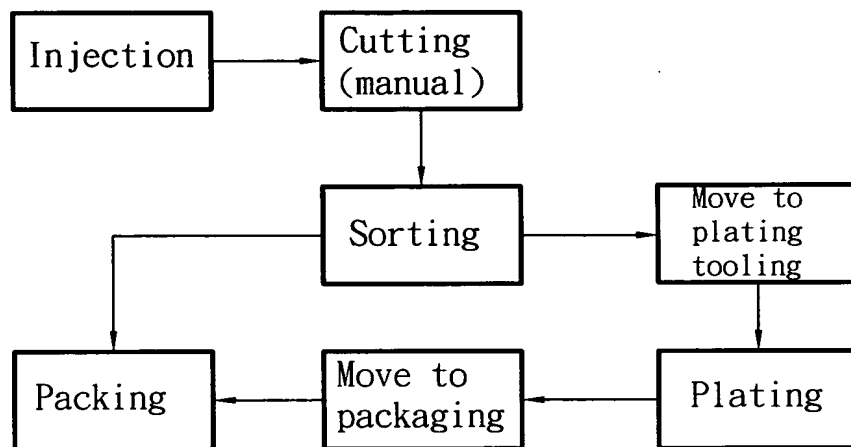 Injection
Cutting
(manual)
Sorting
Move to
plating
tooling
Packing
Move to
packaging
Plating